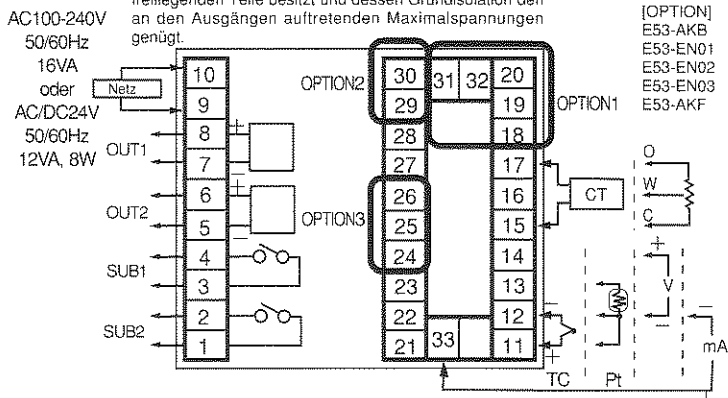 freiliegenden Teile besitzt und dessen Grundisolation den
an den Ausgängen auftretenden Maximalspannungen
genügt.
AC100-240V
50/60Hz
16VA
oder
AC/DC24V
50/60Hz
12VA, 8W
Netz
OUT1
OUT2
SUB1
SUB2
10
9
8
7
6
5
4
3
2
1
+
−
+
−
OPTION2
OPTION3
30
29
28
27
26
25
24
23
22
21
31
32
33
20
19
18
17
16
15
14
13
12
11
OPTION1
CT
[OPTION]
E53-AKB
E53-EN01
E53-EN02
E53-EN03
E53-AKF
O
W
C
−
+
TC
Pt
+
V
−
−
mA
+